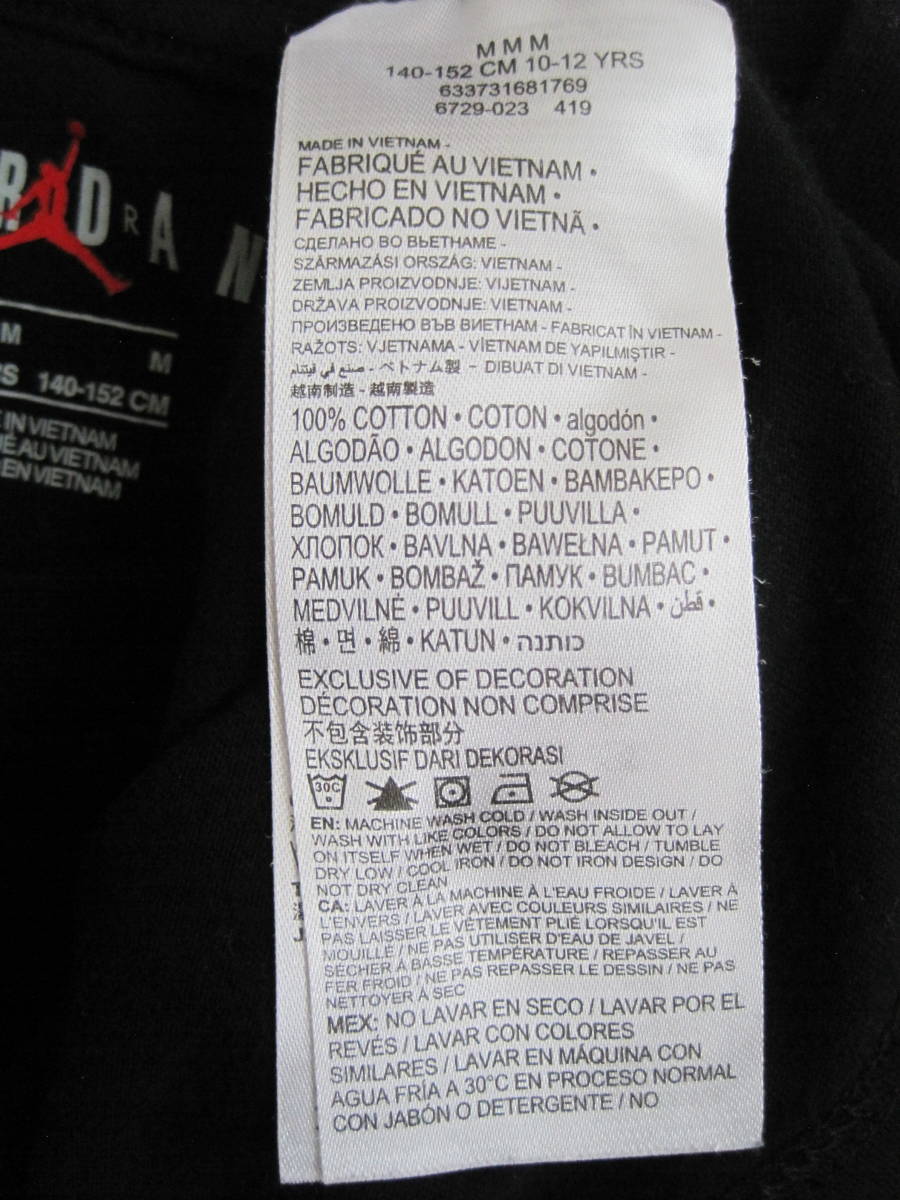 M M M
140-152 CM 10-12 YRS
633731681769
6729-023 419
MADE IN VIETNAM -
FABRIQUÉ AU VIETNAM •
HECHO EN VIETNAM •
FABRICADO NO VIETNÃ •
СДЕЛАНО ВО ВЬЕТНАМЕ -
SZÁRMAZÁSI ORSZÁG: VIETNAM -
ZEMLJA PROIZVODNJE: VIJETNAM -
DRŽAVA PROIZVODNJE: VIETNAM -
ПРОИЗВЕДЕНО ВЪВ ВИЕТНАМ - FABRICAT ÎN VIETNAM -
RAŽOTS: VJETNAMA - VİETNAM DE YAPILMIŞTIR -
صنع في فيتنام - ベトナム製 - DIBUAT DI VIETNAM -
越南制造 - 越南製造
100% COTTON • COTON • algodón •
ALGODÃO • ALGODON • COTONE •
BAUMWOLLE • KATOEN • ΒΑΜΒΑΚΕΡΟ •
BOMULD • BOMULL • PUUVILLA •
ХЛОПОК • BAVLNA • BAWEŁNA • PAMUT •
PAMUK • BOMBAŽ • ПАМУК • BUMBAC •
MEDVILNĖ • PUUVILL • KOKVILNA • قطن •
棉 • 면 • 綿 • KATUN • כותנה
EXCLUSIVE OF DECORATION
DÉCORATION NON COMPRISE
不包含装饰部分
EKSKLUSIF DARI DEKORASI
30C
EN: MACHINE WASH COLD / WASH INSIDE OUT /
WASH WITH LIKE COLORS / DO NOT ALLOW TO LAY
ON ITSELF WHEN WET / DO NOT BLEACH / TUMBLE
DRY LOW / COOL IRON / DO NOT IRON DESIGN / DO
NOT DRY CLEAN
CA: LAVER À LA MACHINE À L'EAU FROIDE / LAVER À
L'ENVERS / LAVER AVEC COULEURS SIMILAIRES / NE
PAS LAISSER LE VÊTEMENT PLIÉ LORSQU'IL EST
MOUILLÉ / NE PAS UTILISER D'EAU DE JAVEL /
SÉCHER À BASSE TEMPÉRATURE / REPASSER AU
FER FROID / NE PAS REPASSER LE DESSIN / NE PAS
NETTOYER À SEC
MEX: NO LAVAR EN SECO / LAVAR POR EL
REVÉS / LAVAR CON COLORES
SIMILARES / LAVAR EN MÁQUINA CON
AGUA FRÍA A 30°C EN PROCESO NORMAL
CON JABÓN O DETERGENTE / NO
RDAN
R
M M
S 140-152 CM
IN VIETNAM
É AU VIETNAM
EN VIETNAM